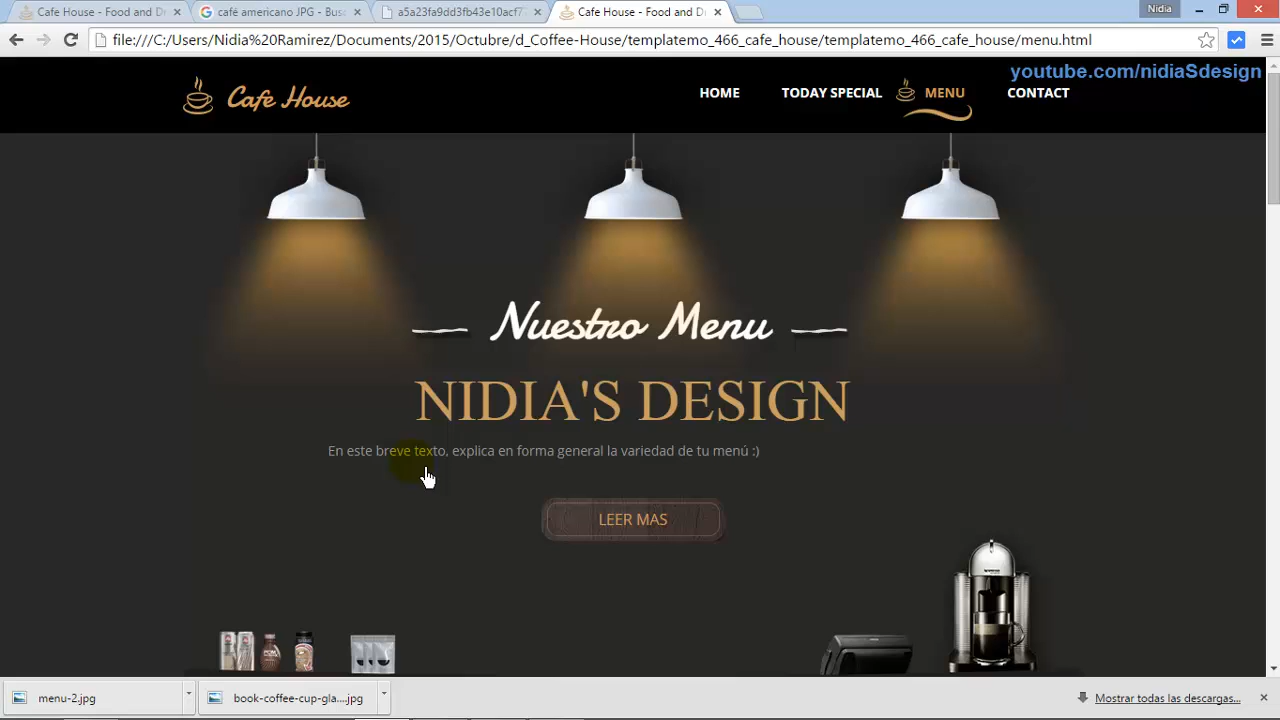 Nidia
Cafe House - Food and Dr
café americano JPG - Busc
a5a23fa9dd3fb43e10acf7
Cafe House - Food and Dr
file:///C:/Users/Nidia%20Ramirez/Documents/2015/Octubre/d_Coffee-House/templatemo_466_cafe_house/templatemo_466_cafe_house/menu.html
youtube.com/nidiaSdesign
Cafe House
HOME TODAY SPECIAL MENU CONTACT
Nuestro Menu
NIDIA'S DESIGN
En este breve texto, explica en forma general la variedad de tu menú :)
LEER MAS
menu-2.jpg
book-coffee-cup-gla....jpg
Mostrar todas las descargas...